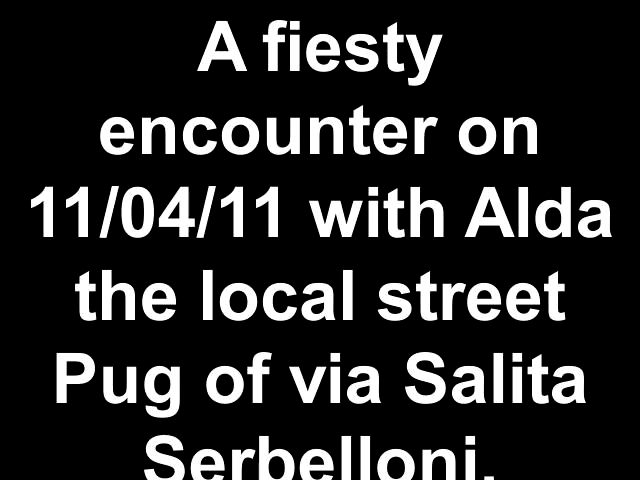 A fiesty
encounter on
11/04/11 with Alda
the local street
Pug of via Salita
Serbelloni.